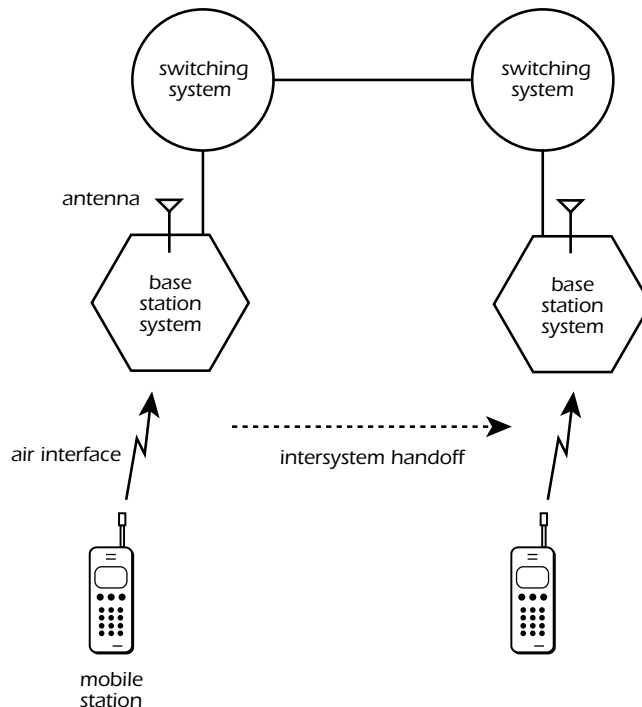 switching
system
switching
system
antenna
base
station
system
base
station
system
air interface
intersystem handoff
mobile
station